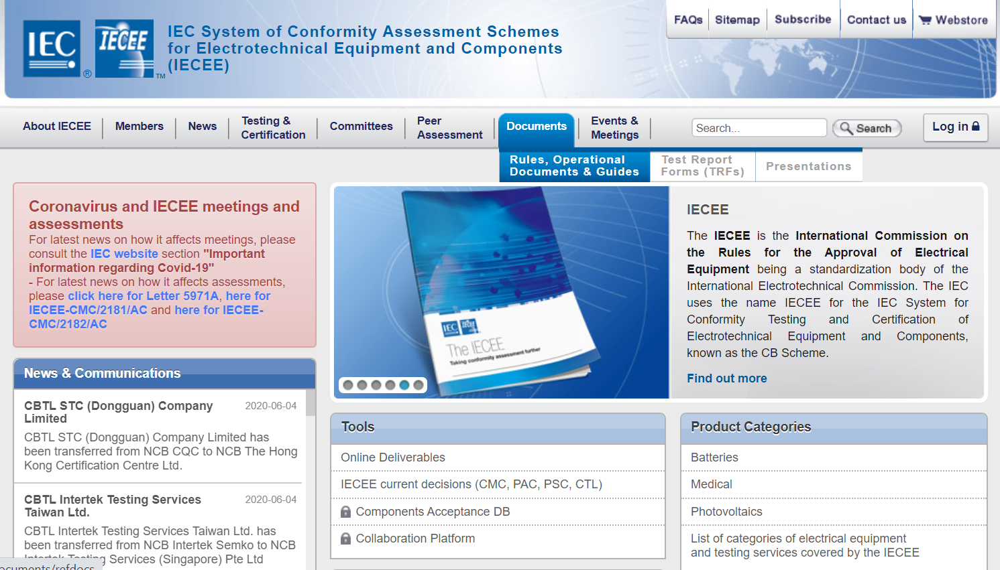 FAQs
Sitemap
Subscribe
Contact us
Webstore
IEC
®
IECEE
TM
IEC System of Conformity Assessment Schemes
for Electrotechnical Equipment and Components
(IECEE)
About IECEE
Members
News
Testing &
Certification
Committees
Peer
Assessment
Documents
Events &
Meetings
Search...
Search
Log in
Rules, Operational
Documents & Guides
Test Report
Forms (TRFs)
Presentations
Coronavirus and IECEE meetings and
assessments
For latest news on how it affects meetings, please
consult the IEC website section "Important
information regarding Covid-19"
- For latest news on how it affects assessments,
please click here for Letter 5971A, here for
IECEE-CMC/2181/AC and here for IECEE-
CMC/2182/AC
News & Communications
CBTL STC (Dongguan) Company
Limited
2020-06-04
CBTL STC (Dongguan) Company Limited has
been transferred from NCB CQC to NCB The Hong
Kong Certification Centre Ltd.
CBTL Intertek Testing Services
Taiwan Ltd.
2020-06-04
CBTL Intertek Testing Services Taiwan Ltd. has
been transferred from NCB Intertek Semko to NCB
Intertek Testing Services (Singapore) Pte Ltd
ocuments/refdocs
IEC
IECEE
The IECEE
Taking conformity assessment further
IECEE
The IECEE is the International Commission on
the Rules for the Approval of Electrical
Equipment being a standardization body of the
International Electrotechnical Commission. The IEC
uses the name IECEE for the IEC System for
Conformity Testing and Certification of
Electrotechnical Equipment and Components,
known as the CB Scheme.
Find out more
Tools
Online Deliverables
IECEE current decisions (CMC, PAC, PSC, CTL)
Components Acceptance DB
Collaboration Platform
Product Categories
Batteries
Medical
Photovoltaics
List of categories of electrical equipment
and testing services covered by the IECEE